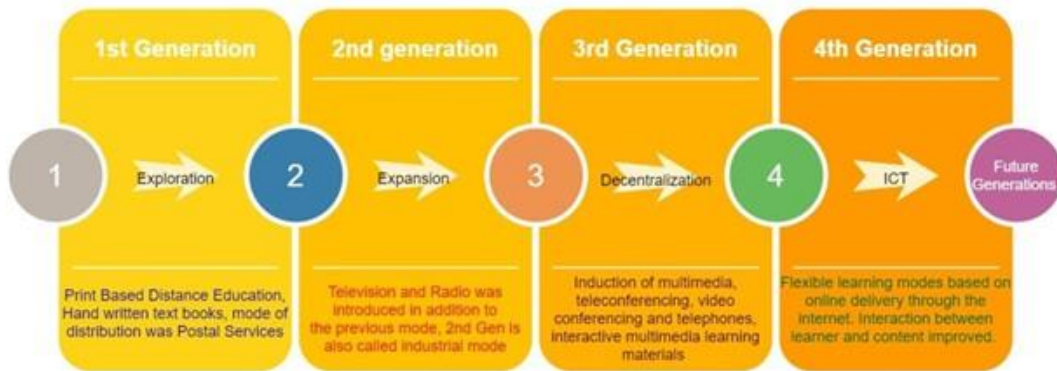 1st Generation
2nd generation
3rd Generation
4th Generation
1
Exploration
2
Expansion
3
Decentralization
4
ICT
Future
Generations
Print Based Distance Education,
Hand written text books, mode of
distribution was Postal Services
Television and Radio was
introduced in addition to
the previous mode, 2nd Gen is
also called industrial mode
Induction of multimedia,
teleconferencing, video
conferencing and telephones,
interactive multimedia learning
materials
Flexible learning modes based on
online delivery through the
internet. Interaction between
learner and content improved.